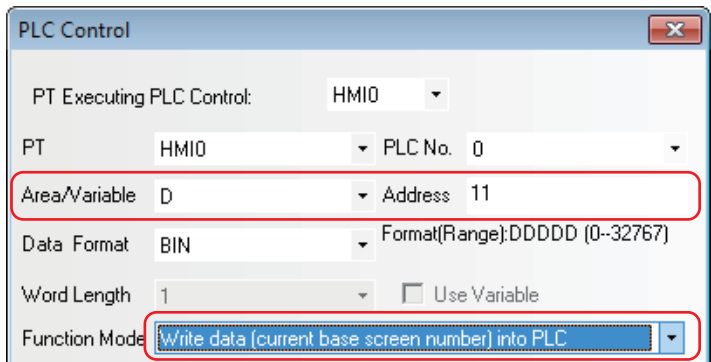 PLC Control
PT Executing PLC Control: HMI0
PT HMI0 PLC No. 0
Area/Variable D Address 11
Data Format BIN Format(Range):DDDDD (0--32767)
Word Length 1 Use Variable
Function Mode Write data (current base screen number) into PLC